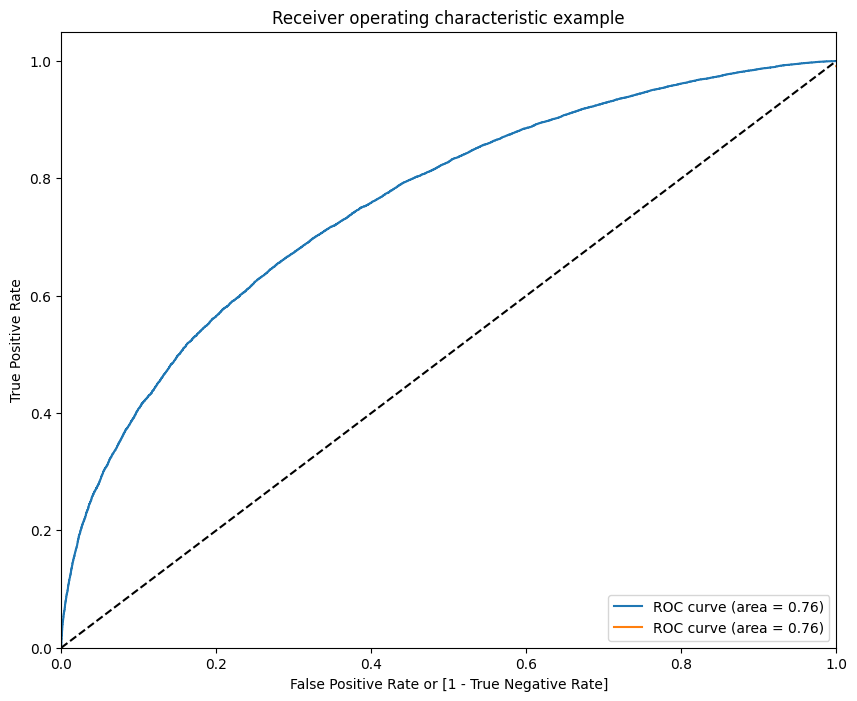 Receiver operating characteristic example
True Positive Rate
1.0
0.8
0.6
0.4
0.2
0.0
0.0 0.2 0.4 0.6 0.8 1.0
False Positive Rate or [1 - True Negative Rate]
ROC curve (area = 0.76)
ROC curve (area = 0.76)